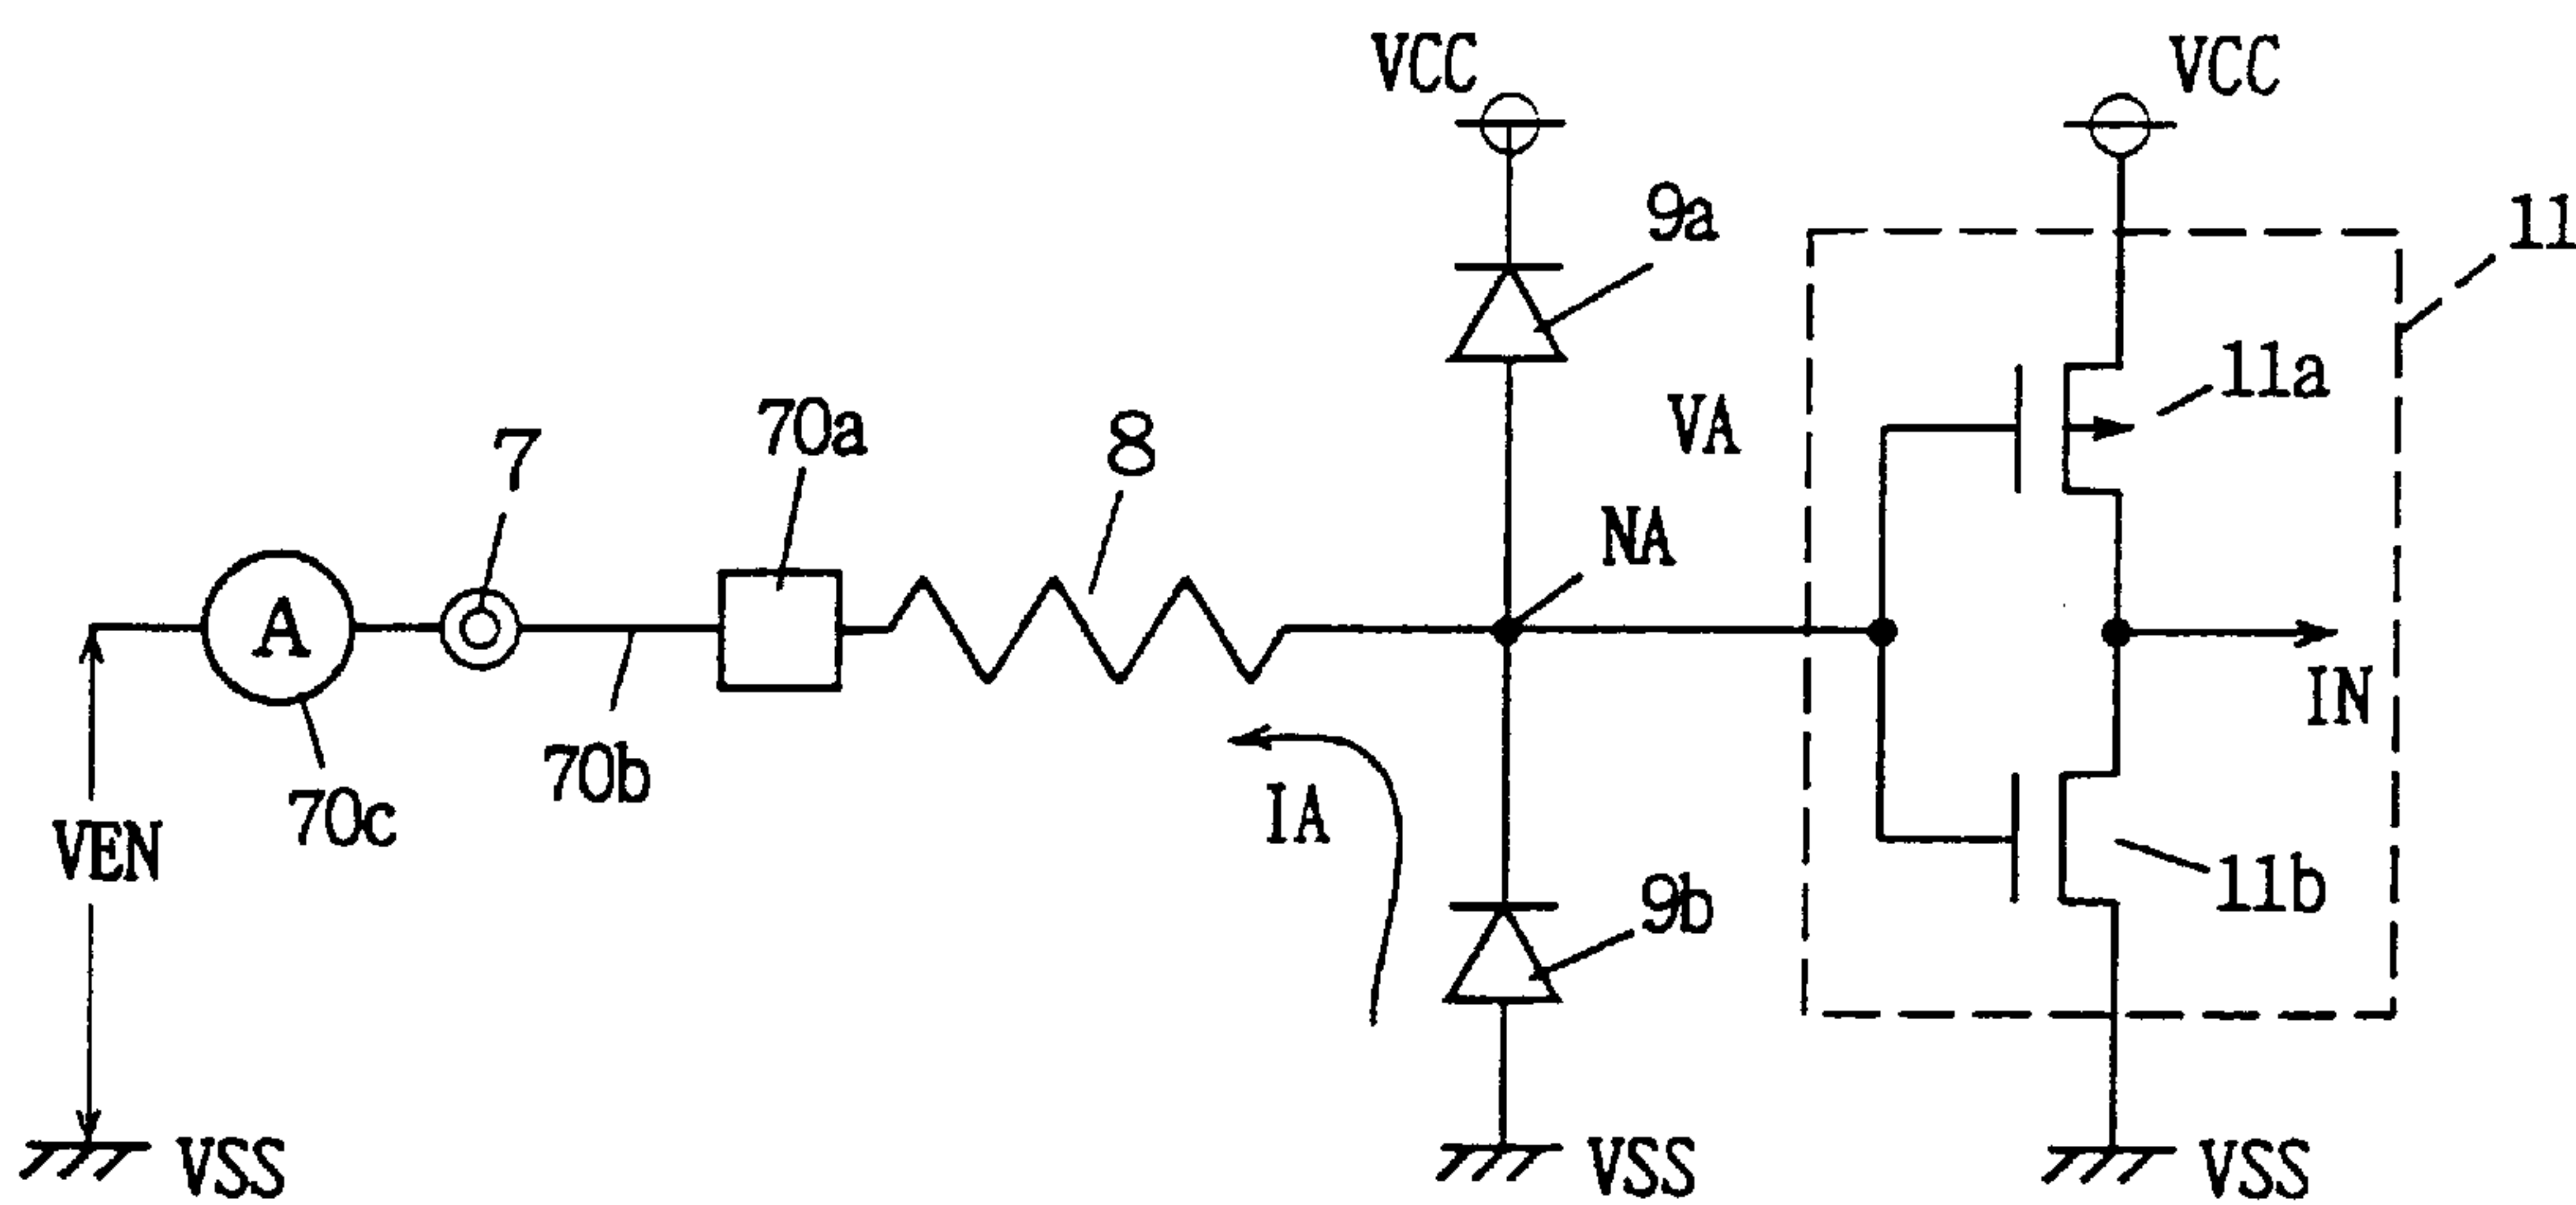 VCC
VCC
9a
11
11a
70a
VA
8
7
NA
A
IN
70b
IA
70c
VEN
9b
11b
VSS
VSS
VSS